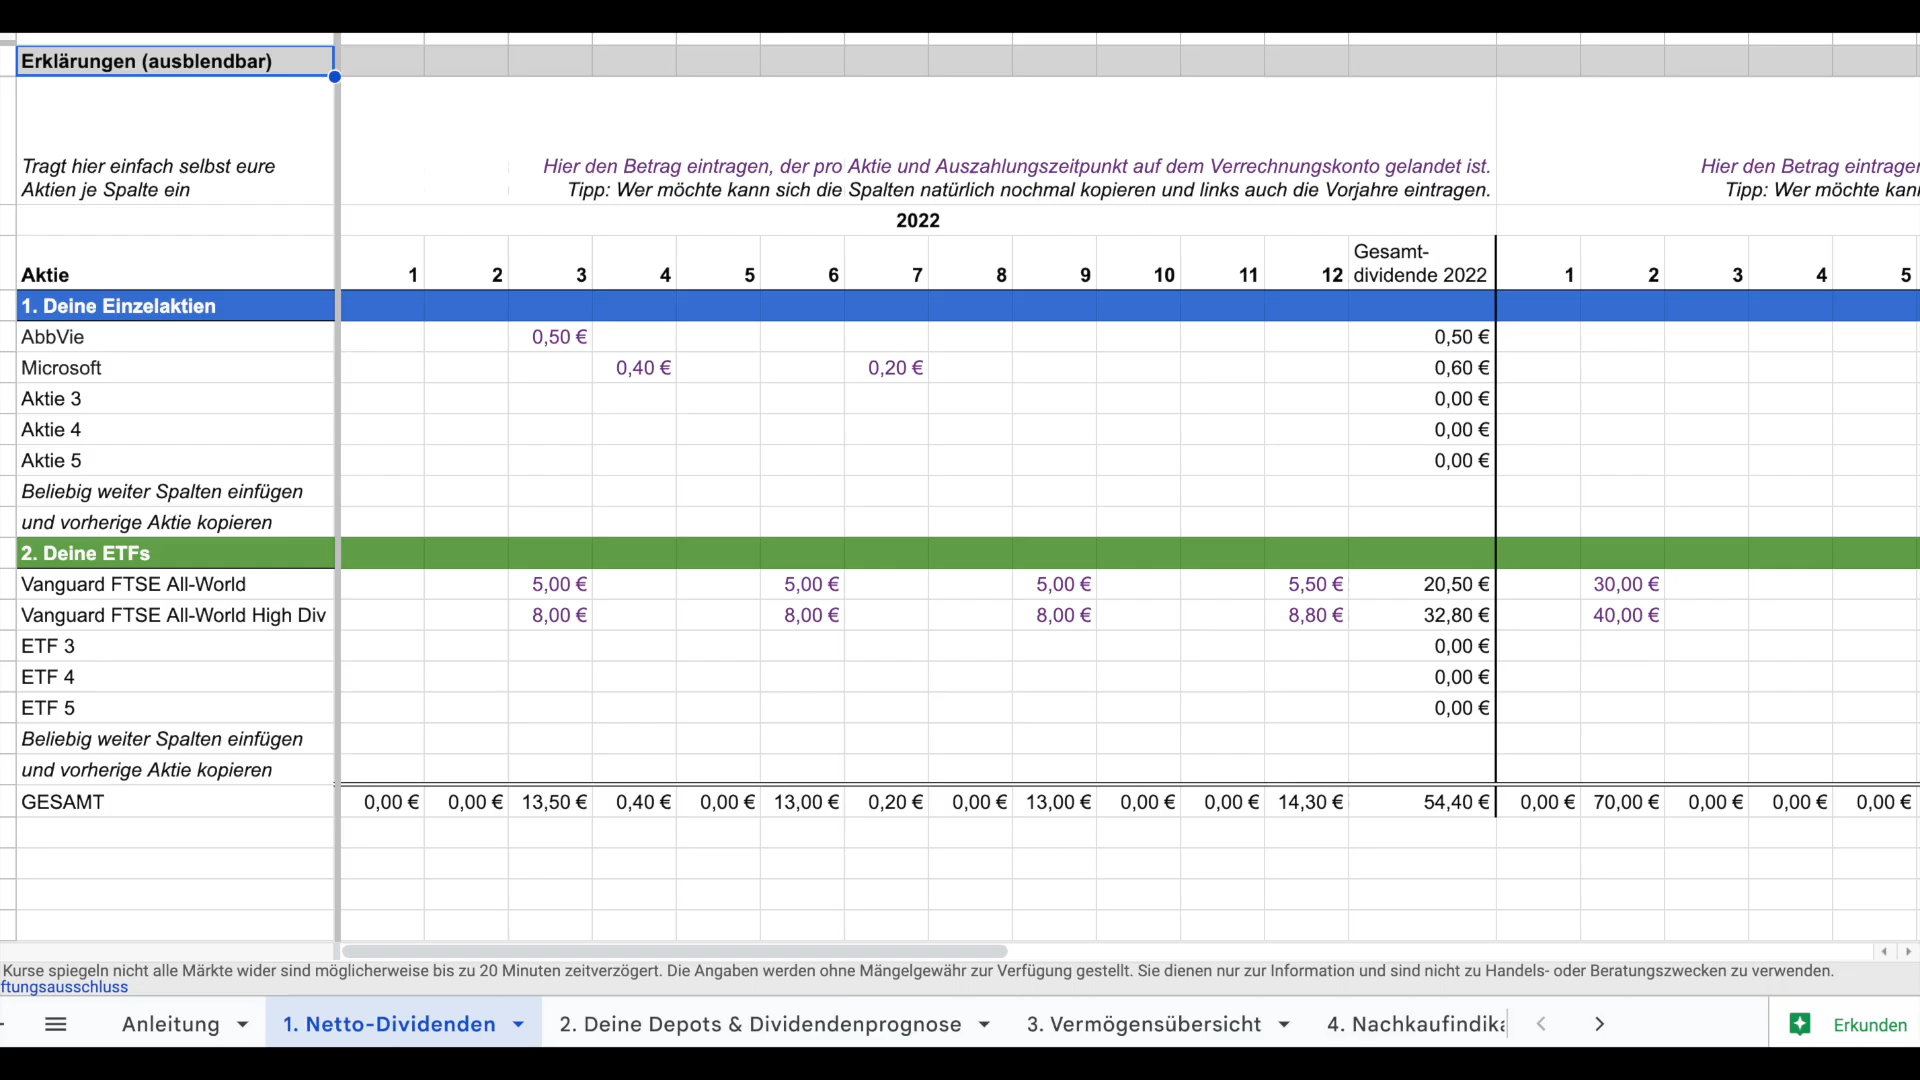 Erklärungen (ausblendbar)
Tragt hier einfach selbst eure
Aktien je Spalte ein
Hier den Betrag eintragen, der pro Aktie und Auszahlungszeitpunkt auf dem Verrechnungskonto gelandet ist.
Tipp: Wer möchte kann sich die Spalten natürlich nochmal kopieren und links auch die Vorjahre eintragen.
Hier den Betrag eintragen
Tipp: Wer möchte kann
2022
Aktie 1 2 3 4 5 6 7 8 9 10 11 12 Gesamt-
dividende 2022 1 2 3 4 5
1. Deine Einzelaktien
AbbVie 0,50 € 0,50 €
Microsoft 0,40 € 0,20 € 0,60 €
Aktie 3 0,00 €
Aktie 4 0,00 €
Aktie 5 0,00 €
Beliebig weiter Spalten einfügen
und vorherige Aktie kopieren
2. Deine ETFs
Vanguard FTSE All-World 5,00 € 5,00 € 5,00 € 5,50 € 20,50 € 30,00 €
Vanguard FTSE All-World High Div 8,00 € 8,00 € 8,00 € 8,80 € 32,80 € 40,00 €
ETF 3 0,00 €
ETF 4 0,00 €
ETF 5 0,00 €
Beliebig weiter Spalten einfügen
und vorherige Aktie kopieren
GESAMT 0,00 € 0,00 € 13,50 € 0,40 € 0,00 € 13,00 € 0,20 € 0,00 € 13,00 € 0,00 € 0,00 € 14,30 € 54,40 € 0,00 € 70,00 € 0,00 € 0,00 € 0,00 €
Kurse spiegeln nicht alle Märkte wider sind möglicherweise bis zu 20 Minuten zeitverzögert. Die Angaben werden ohne Mängelgewähr zur Verfügung gestellt. Sie dienen nur zur Information und sind nicht zu Handels- oder Beratungszwecken zu verwenden.
ftungsausschluss
Anleitung 1. Netto-Dividenden 2. Deine Depots & Dividendenprognose 3. Vermögensübersicht 4. Nachkaufindika Erkunden